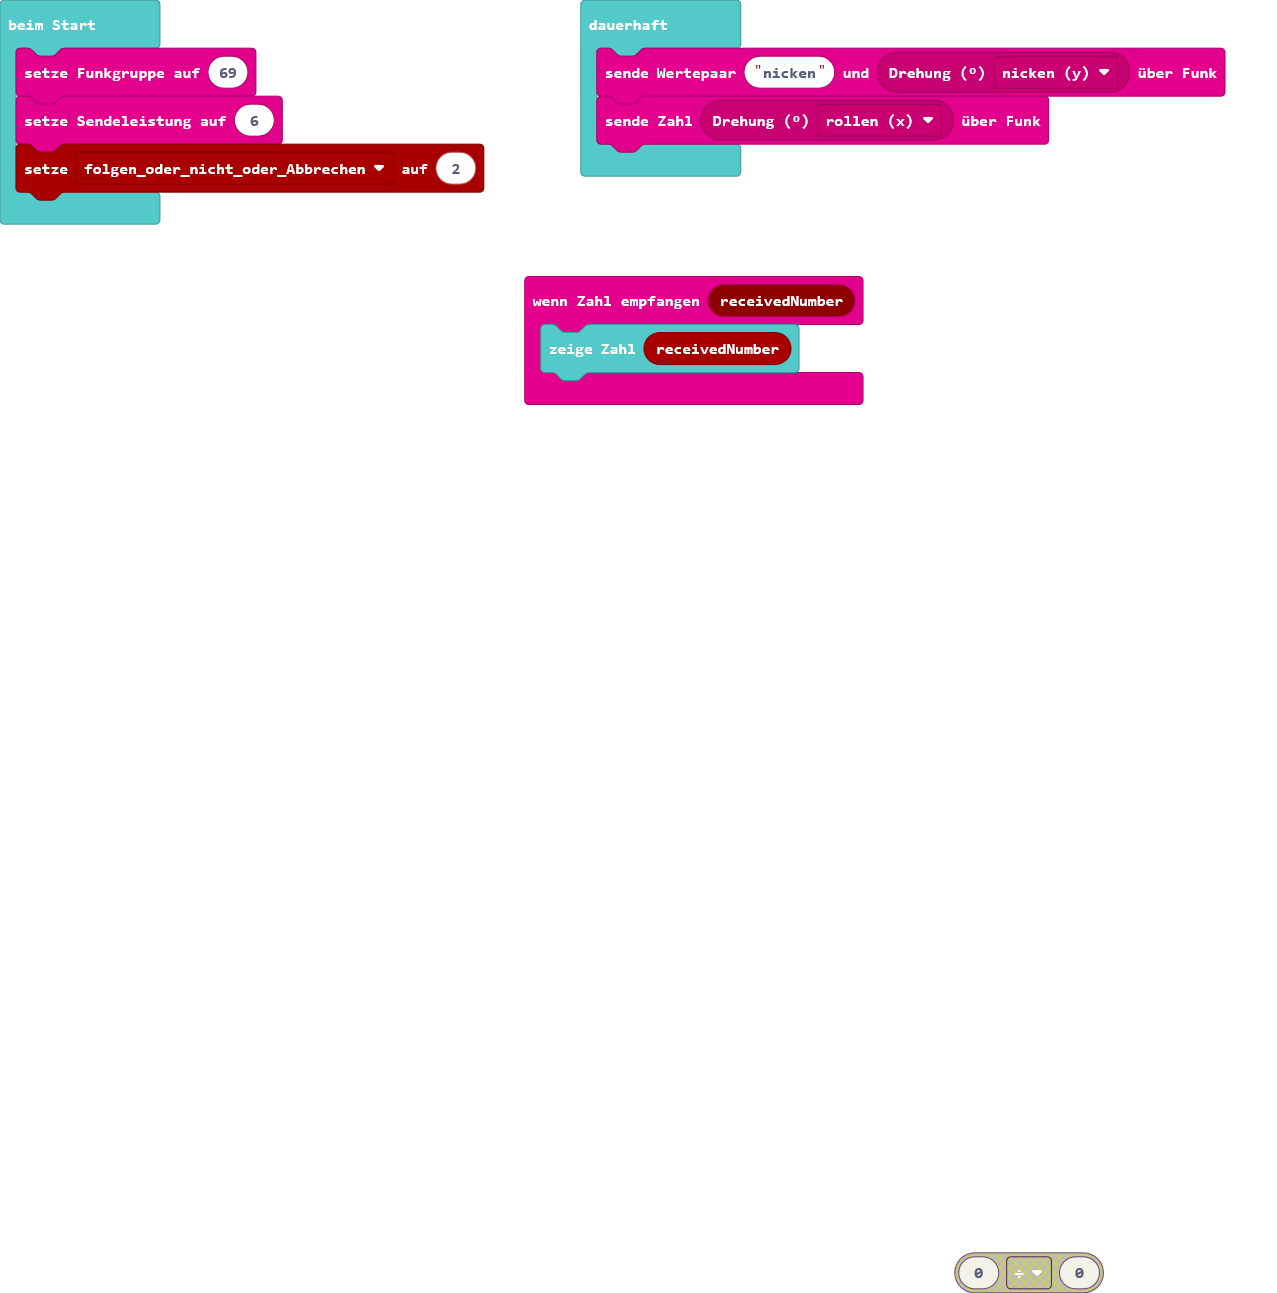 beim Start
setze Funkgruppe auf 69
setze Sendeleistung auf 6
setze folgen_oder_nicht_oder_Abbrechen auf 2
dauerhaft
sende Wertepaar "nicken" und Drehung (º) nicken (y) über Funk
sende Zahl Drehung (º) rollen (x) über Funk
wenn Zahl empfangen receivedNumber
zeige Zahl receivedNumber
0 ÷ 0